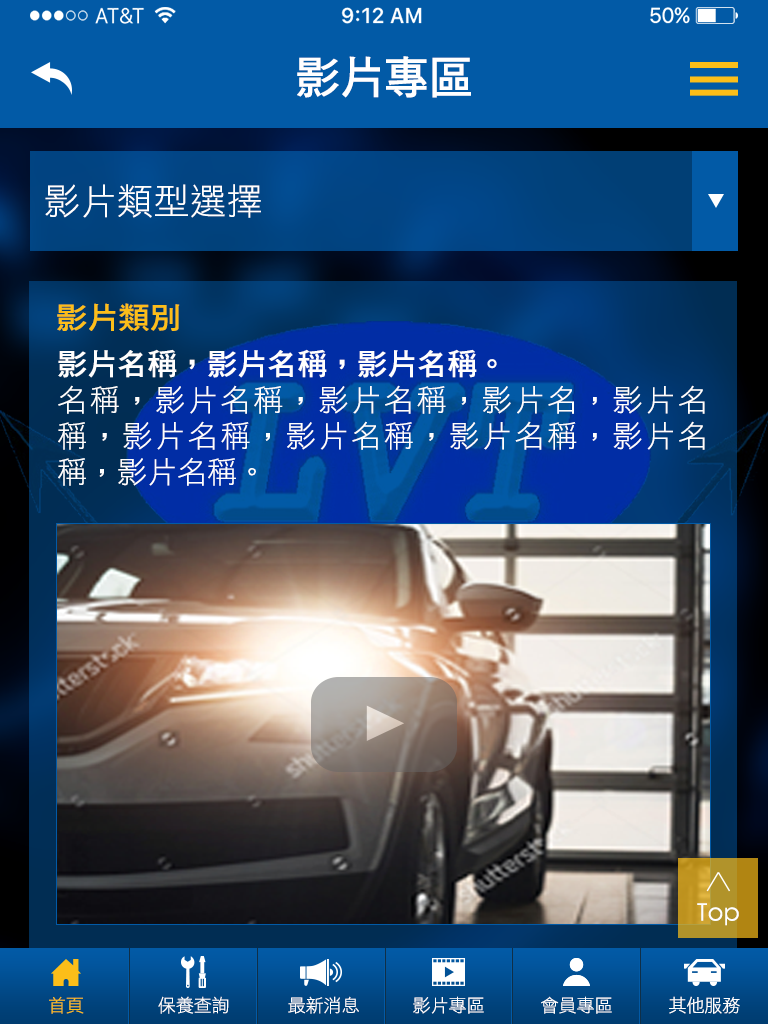 AT&T
9:12 AM
50%
影片專區
影片類型選擇
影片類別
影片名稱，影片名稱，影片名稱。
名稱，影片名稱，影片名稱，影片名，影片名
稱，影片名稱，影片名稱，影片名稱，影片名
稱，影片名稱。
LVT
shutterstock
shutterstock
shutterstock
shutterstock
Top
首頁
保養查詢
最新消息
影片專區
會員專區
其他服務